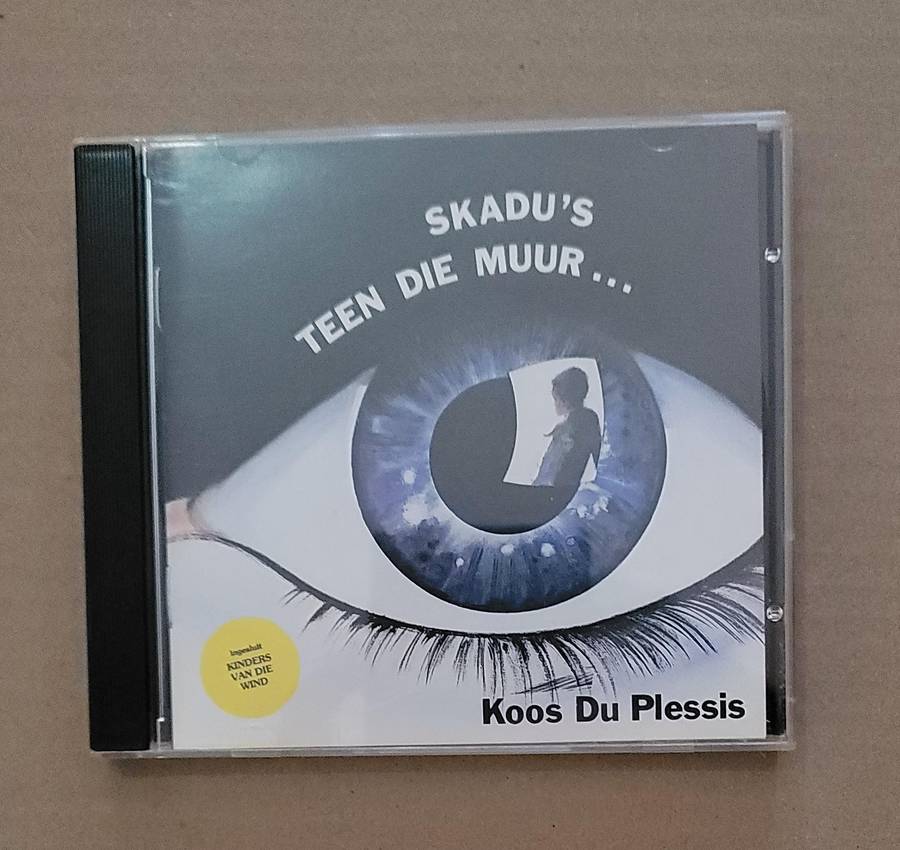 SKADU'S
TEEN DIE MUUR...
Ingesluit
KINDERS
VAN DIE
WIND
Koos Du Plessis